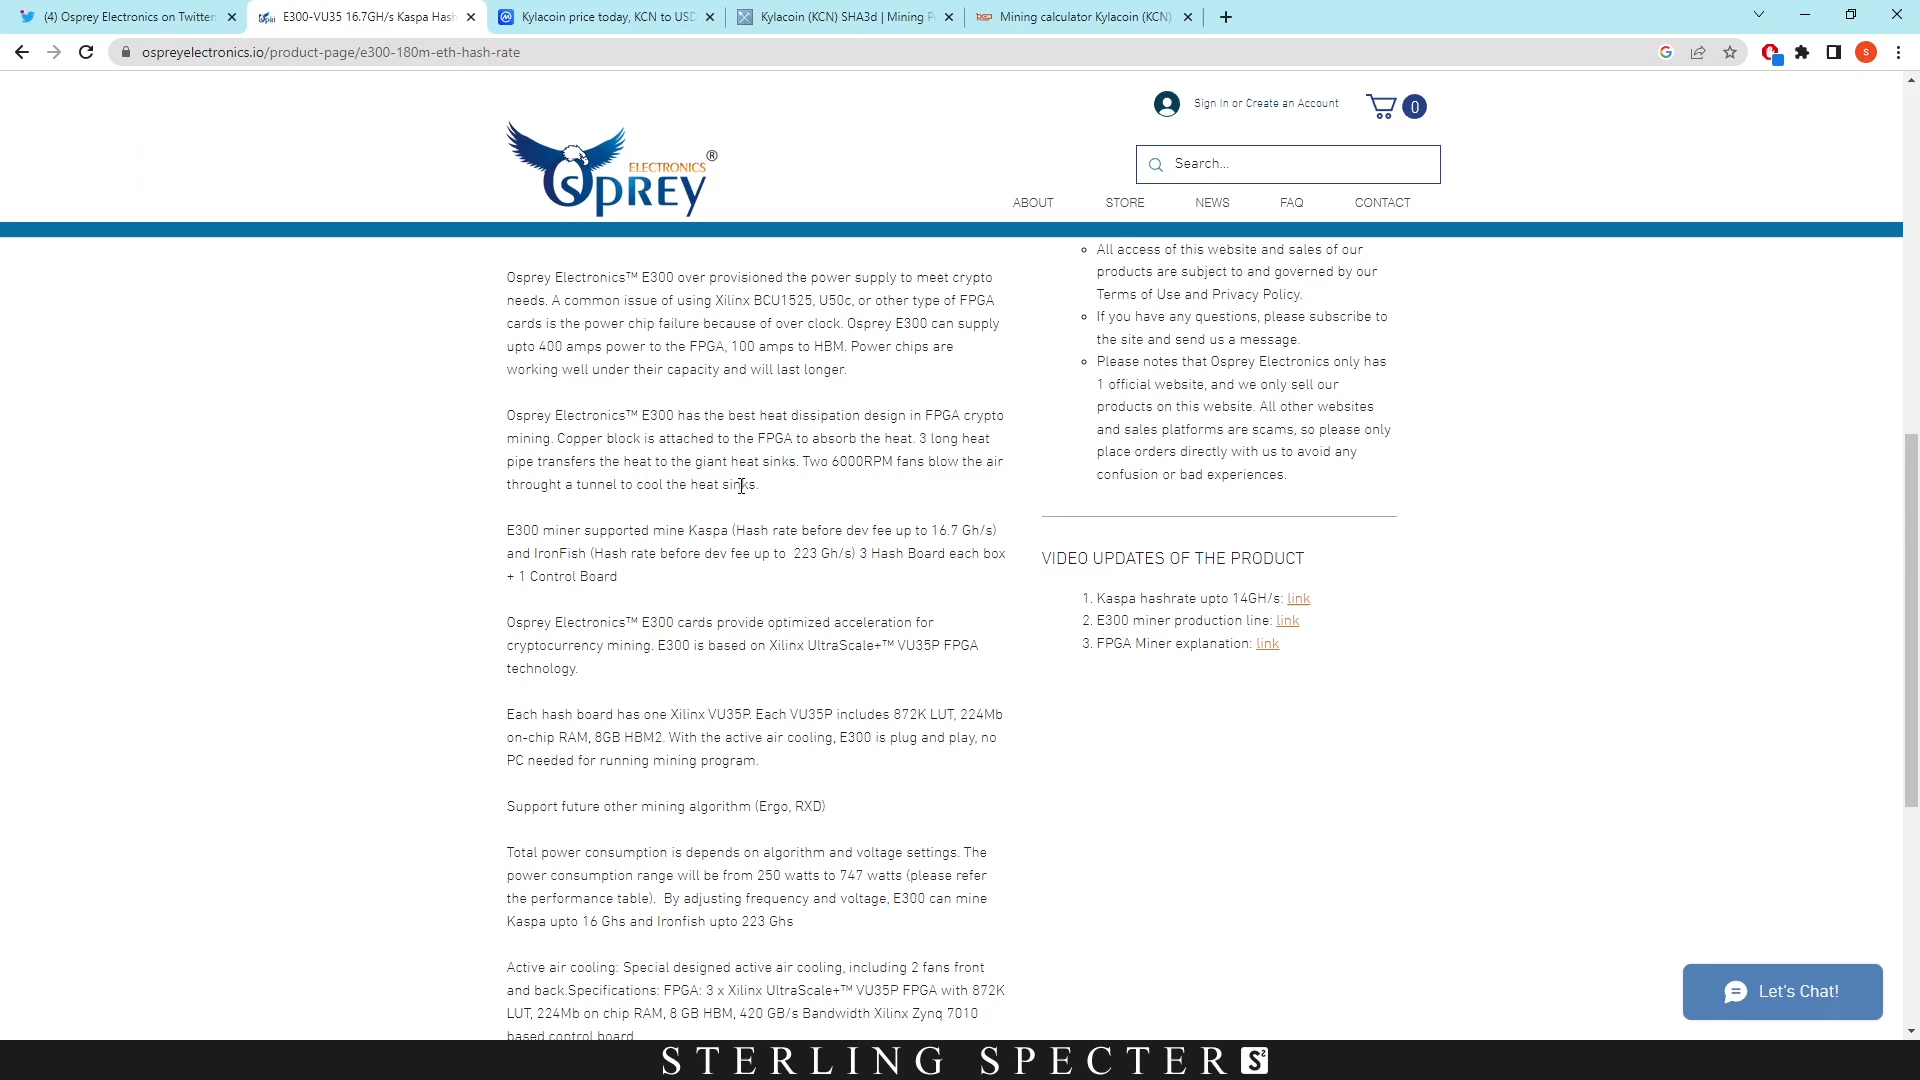 (4) Osprey Electronics on Twitter
E300-VU35 16.7GH/s Kaspa Hash
Kylacoin price today, KCN to USD
Kylacoin (KCN) SHA3d | Mining P
Mining calculator Kylacoin (KCN)
ospreyelectronics.io/product-page/e300-180m-eth-hash-rate
G
S
Sign In or Create an Account
0
OSPREY ELECTRONICS ®
Search...
ABOUT STORE NEWS FAQ CONTACT
Osprey Electronics™ E300 over provisioned the power supply to meet crypto
needs. A common issue of using Xilinx BCU1525, U50c, or other type of FPGA
cards is the power chip failure because of over clock. Osprey E300 can supply
upto 400 amps power to the FPGA, 100 amps to HBM. Power chips are
working well under their capacity and will last longer.
Osprey Electronics™ E300 has the best heat dissipation design in FPGA crypto
mining. Copper block is attached to the FPGA to absorb the heat. 3 long heat
pipe transfers the heat to the giant heat sinks. Two 6000RPM fans blow the air
throught a tunnel to cool the heat sinks.
E300 miner supported mine Kaspa (Hash rate before dev fee up to 16.7 Gh/s)
and IronFish (Hash rate before dev fee up to  223 Gh/s) 3 Hash Board each box
+ 1 Control Board
Osprey Electronics™ E300 cards provide optimized acceleration for
cryptocurrency mining. E300 is based on Xilinx UltraScale+™ VU35P FPGA
technology.
Each hash board has one Xilinx VU35P. Each VU35P includes 872K LUT, 224Mb
on-chip RAM, 8GB HBM2. With the active air cooling, E300 is plug and play, no
PC needed for running mining program.
Support future other mining algorithm (Ergo, RXD)
Total power consumption is depends on algorithm and voltage settings. The
power consumption range will be from 250 watts to 747 watts (please refer
the performance table).  By adjusting frequency and voltage, E300 can mine
Kaspa upto 16 Ghs and Ironfish upto 223 Ghs
Active air cooling: Special designed active air cooling, including 2 fans front
and back.Specifications: FPGA: 3 x Xilinx UltraScale+™ VU35P FPGA with 872K
LUT, 224Mb on chip RAM, 8 GB HBM, 420 GB/s Bandwidth Xilinx Zynq 7010
based control board
All access of this website and sales of our
products are subject to and governed by our
Terms of Use and Privacy Policy.
If you have any questions, please subscribe to
the site and send us a message.
Please notes that Osprey Electronics only has
1 official website, and we only sell our
products on this website. All other websites
and sales platforms are scams, so please only
place orders directly with us to avoid any
confusion or bad experiences.
VIDEO UPDATES OF THE PRODUCT
1. Kaspa hashrate upto 14GH/s: link
2. E300 miner production line: link
3. FPGA Miner explanation: link
Let's Chat!
STERLING SPECTER S²